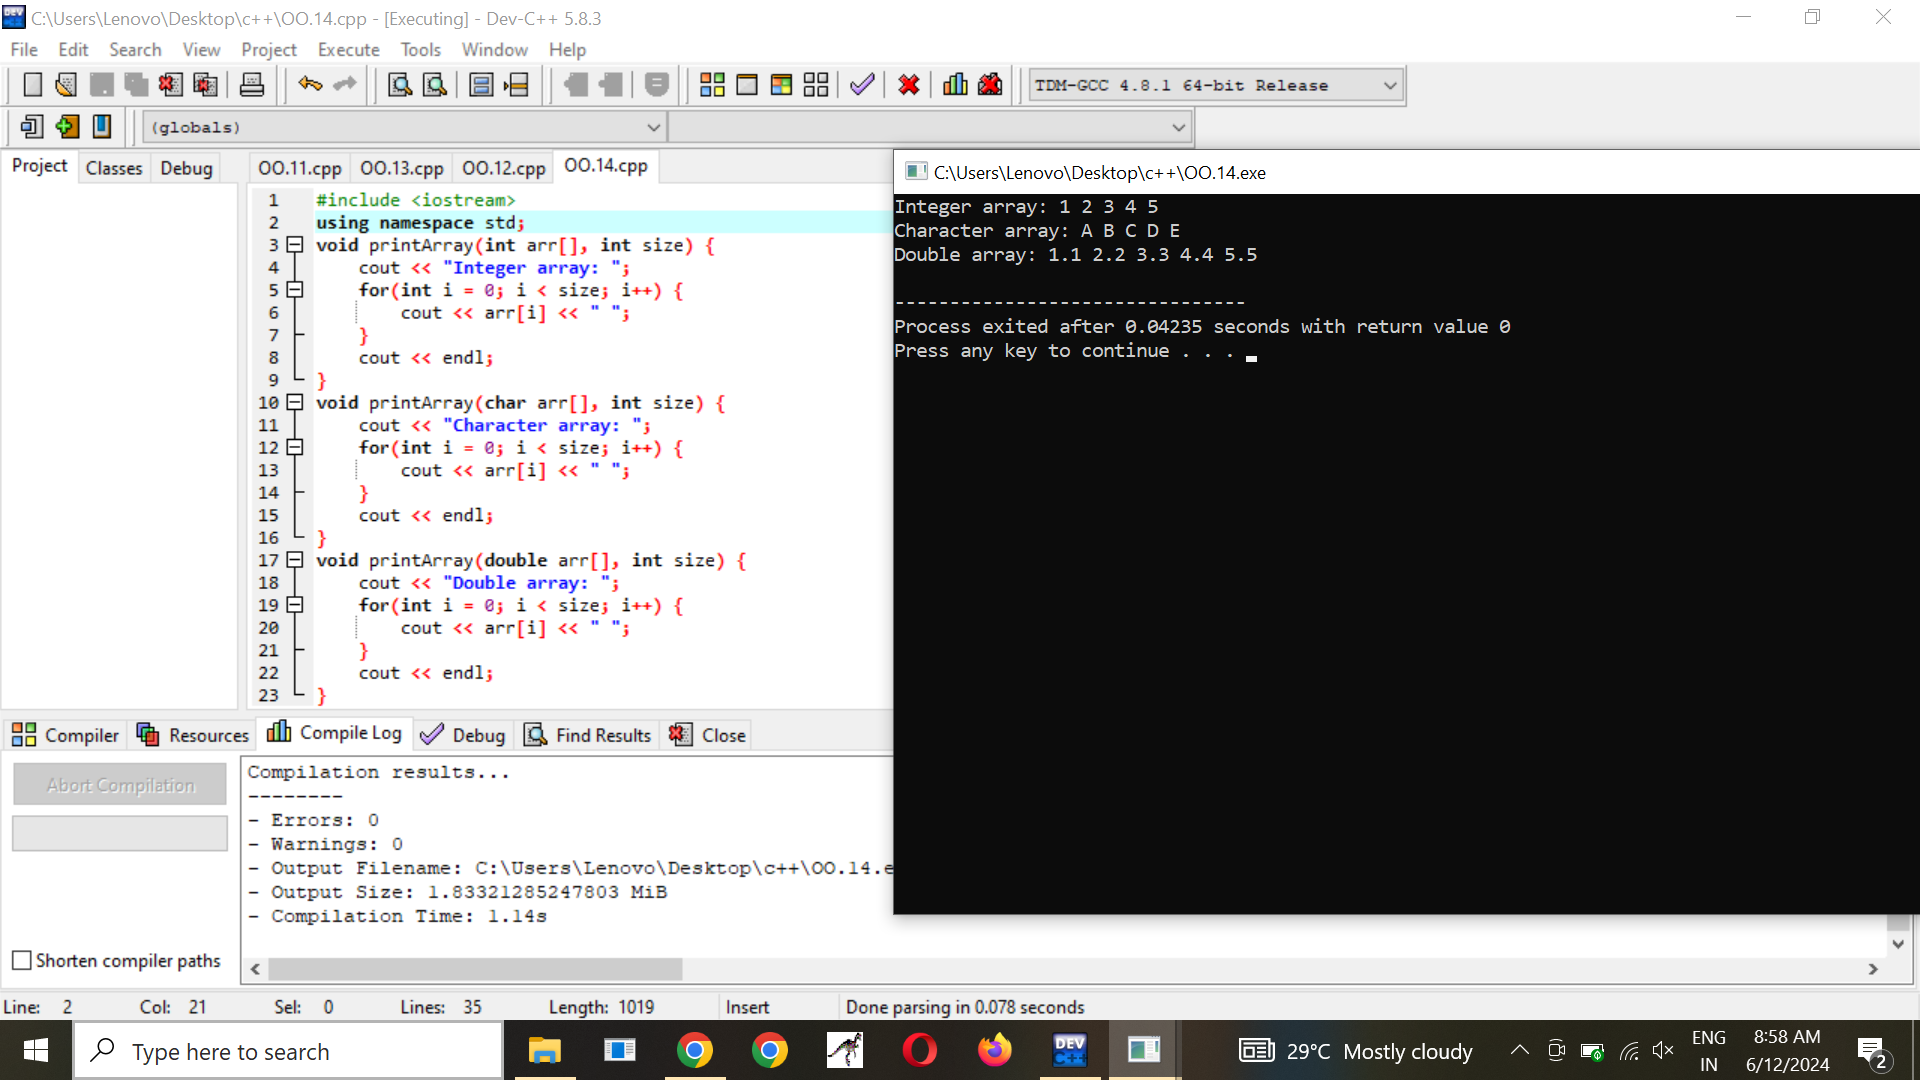 C:\Users\Lenovo\Desktop\c++\OO.14.cpp - [Executing] - Dev-C++ 5.8.3
File Edit Search View Project Execute Tools Window Help
TDM-GCC 4.8.1 64-bit Release
(globals)
Project Classes Debug
OO.11.cpp OO.13.cpp OO.12.cpp OO.14.cpp
1 #include <iostream>
2 using namespace std;
3 void printArray(int arr[], int size) {
4 cout << "Integer array: ";
5 for(int i = 0; i < size; i++) {
6 cout << arr[i] << " ";
7 }
8 cout << endl;
9 }
10 void printArray(char arr[], int size) {
11 cout << "Character array: ";
12 for(int i = 0; i < size; i++) {
13 cout << arr[i] << " ";
14 }
15 cout << endl;
16 }
17 void printArray(double arr[], int size) {
18 cout << "Double array: ";
19 for(int i = 0; i < size; i++) {
20 cout << arr[i] << " ";
21 }
22 cout << endl;
23 }
C:\Users\Lenovo\Desktop\c++\OO.14.exe
Integer array: 1 2 3 4 5
Character array: A B C D E
Double array: 1.1 2.2 3.3 4.4 5.5
--------------------------------
Process exited after 0.04235 seconds with return value 0
Press any key to continue . . .
Compiler Resources Compile Log Debug Find Results Close
Abort Compilation
Shorten compiler paths
Compilation results...
--------
- Errors: 0
- Warnings: 0
- Output Filename: C:\Users\Lenovo\Desktop\c++\OO.14.e
- Output Size: 1.83321285247803 MiB
- Compilation Time: 1.14s
Line: 2 Col: 21 Sel: 0 Lines: 35 Length: 1019 Insert Done parsing in 0.078 seconds
Type here to search
DEV C++
29°C Mostly cloudy
ENG
IN
8:58 AM
6/12/2024
2